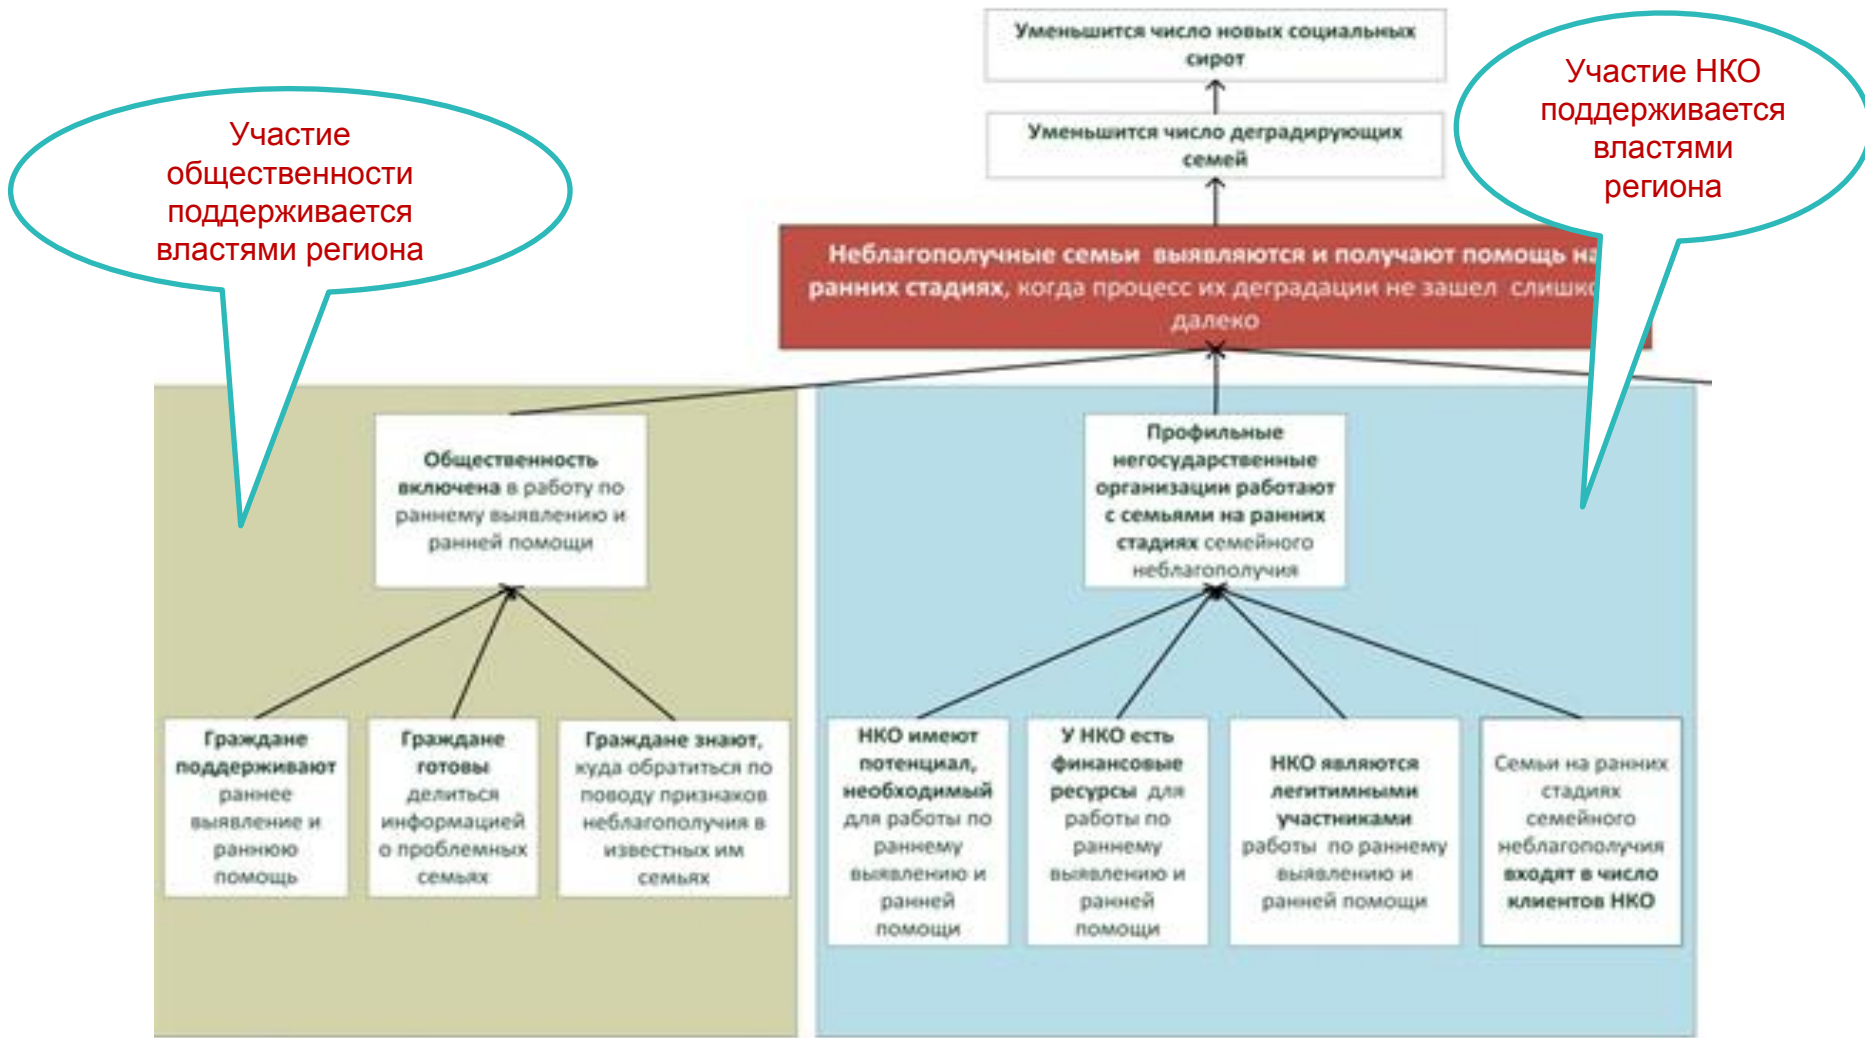 Уменьшится число новых социальных
сирот
Участие НКО
поддерживается
властями
региона
Участие
общественности
поддерживается
властями региона
Уменьшится число деградирующих
семей
Неблагополучные семьи выявляются и получают помощь на
ранних стадиях, когда процесс их деградации не зашел слишко
далеко
Общественность
включена в работу по
раннему выявлению и
ранней помощи
Профильные
негосударственные
организации работают
с семьями на ранних
стадиях семейного
неблагополучия
Граждане
поддерживают
раннее
выявление и
раннюю
помощь
Граждане
готовы
делиться
информацией
о проблемных
семьях
Граждане знают,
куда обратиться по
поводу признаков
неблагополучия в
известных им
семьях
НКО имеют
потенциал,
необходимый
для работы по
раннему
выявлению и
ранней
помощи
У НКО есть
финансовые
ресурсы для
работы по
раннему
выявлению и
ранней
помощи
НКО являются
легитимными
участниками
работы по раннему
выявлению и
ранней помощи
Семьи на ранних
стадиях
семейного
неблагополучия
входят в число
клиентов НКО